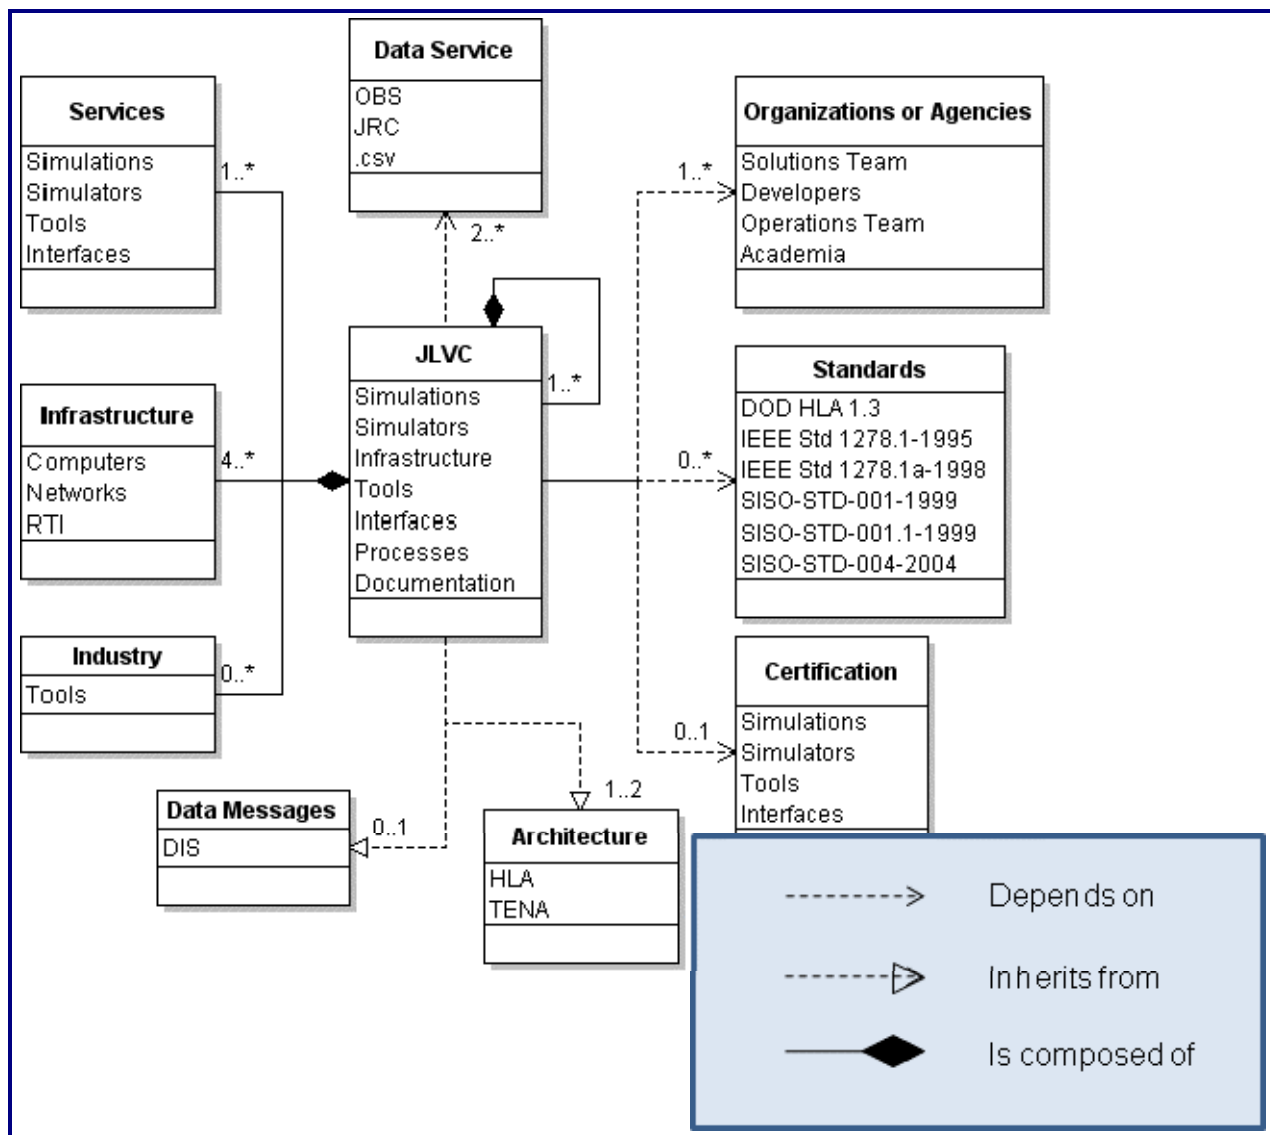 Data Service
OBS
JRC
.csv
2..*
Services
Simulations
Simulators
Tools
Interfaces
1..*
Organizations or Agencies
Solutions Team
Developers
Operations Team
Academia
1..*
JLVC
Simulations
Simulators
Infrastructure
Tools
Interfaces
Processes
Documentation
1..*
Infrastructure
Computers
Networks
RTI
4..*
Standards
DOD HLA 1.3
IEEE Std 1278.1-1995
IEEE Std 1278.1a-1998
SISO-STD-001-1999
SISO-STD-001.1-1999
SISO-STD-004-2004
0..*
Industry
Tools
0..*
Certification
Simulations
Simulators
Tools
Interfaces
0..1
Data Messages
DIS
0..1
Architecture
HLA
TENA
1..2
Depends on
Inherits from
Is composed of